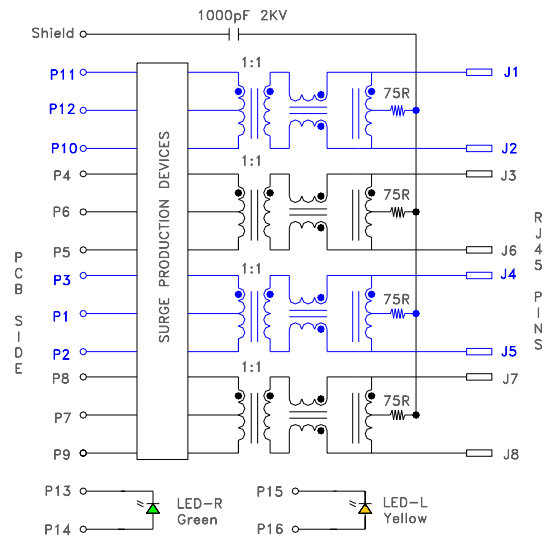 1000pF 2KV
Shield
P11
1:1
J1
P12
75R
P10
J2
P4
1:1
J3
P6
75R
P5
J6
P3
1:1
J4
P1
75R
P2
J5
P8
1:1
J7
P7
75R
P9
J8
SURGE PRODUCTION DEVICES
PCB SIDE
RJ45 PINS
P13
LED-R
Green
P14
P15
LED-L
Yellow
P16